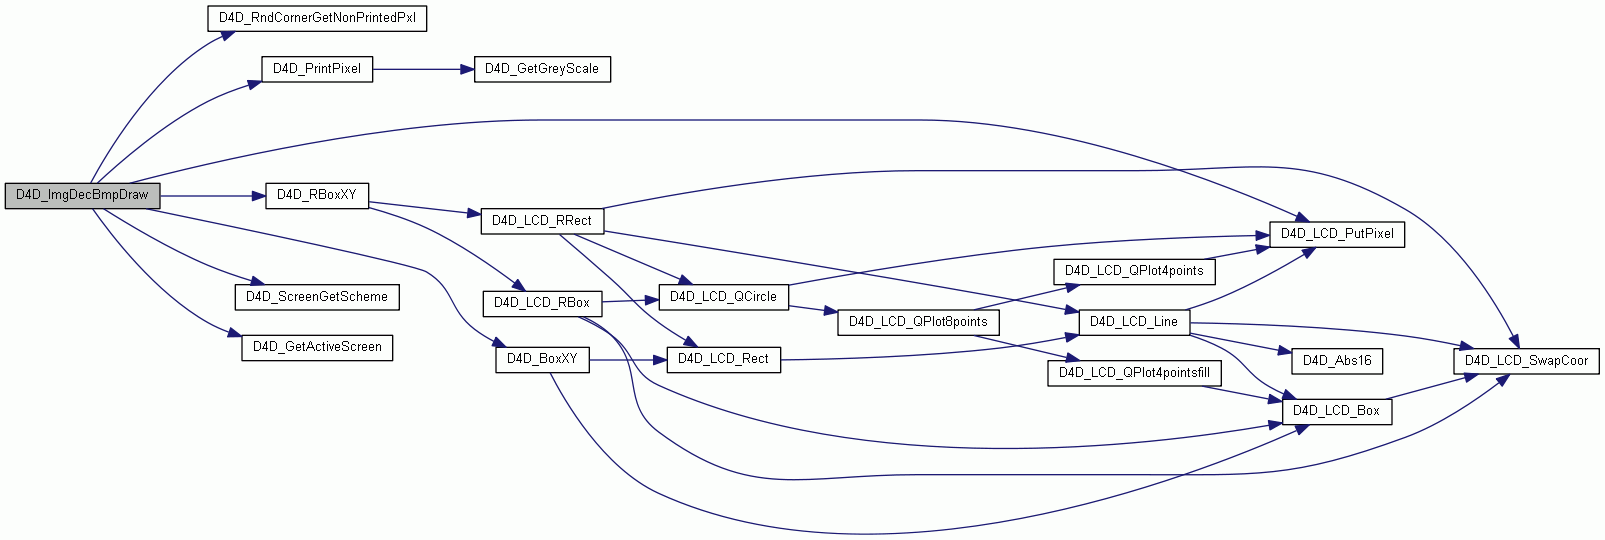 D4D_RndCornerGetNonPrintedPxl
D4D_PrintPixel
D4D_GetGreyScale
D4D_ImgDecBmpDraw
D4D_RBoxXY
D4D_LCD_RRect
D4D_LCD_PutPixel
D4D_LCD_QPlot4points
D4D_ScreenGetScheme
D4D_LCD_RBox
D4D_LCD_QCircle
D4D_LCD_QPlot8points
D4D_LCD_Line
D4D_GetActiveScreen
D4D_BoxXY
D4D_LCD_Rect
D4D_LCD_QPlot4pointsfill
D4D_Abs16
D4D_LCD_SwapCoor
D4D_LCD_Box